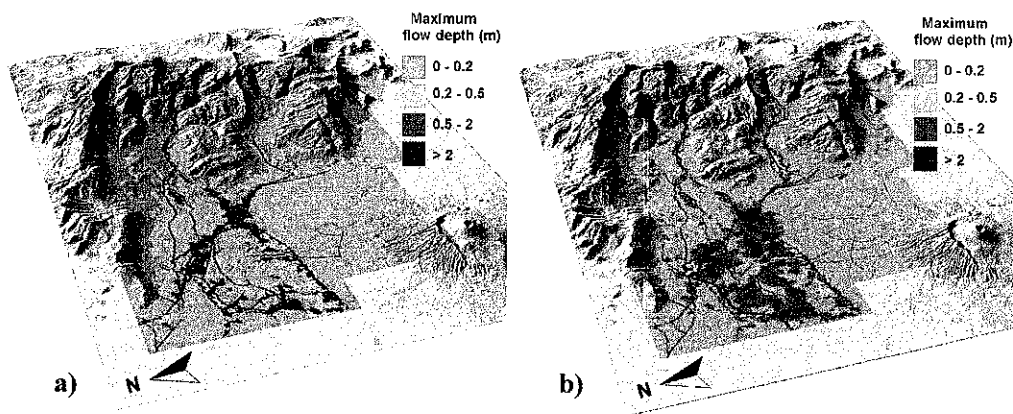 Maximum
flow depth (m)
0 - 0.2
0.2 - 0.5
0.5 - 2
> 2
N
a)
Maximum
flow depth (m)
0 - 0.2
0.2 - 0.5
0.5 - 2
> 2
N
b)